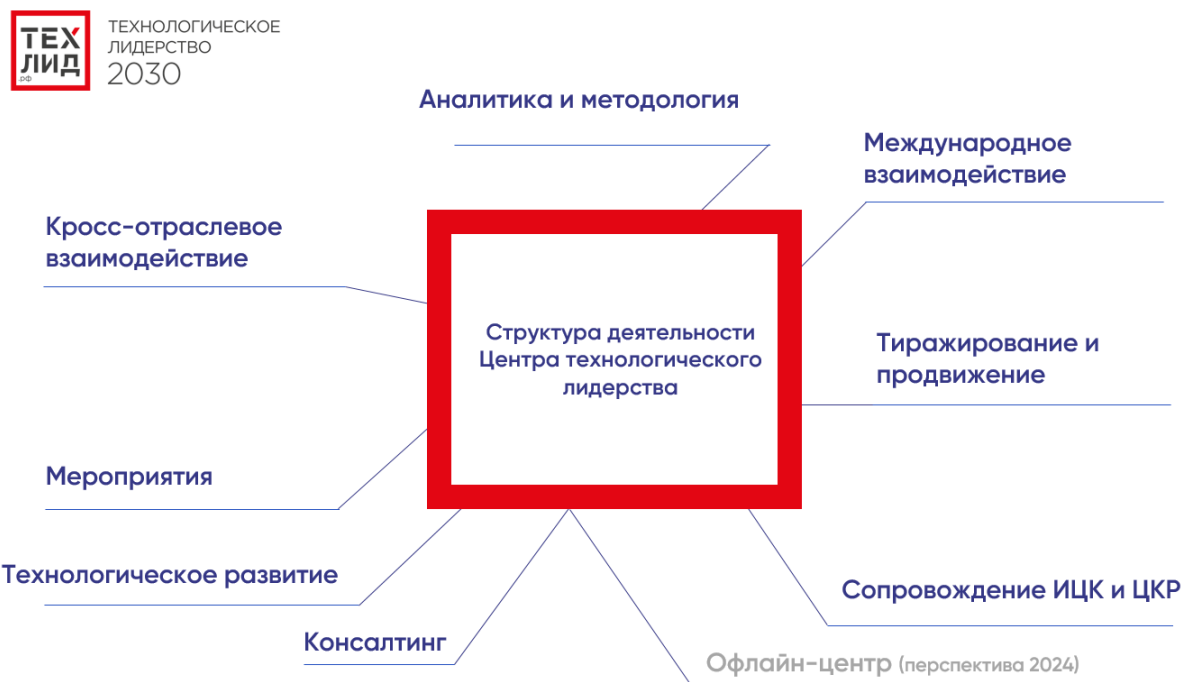 ТЕХ
ЛИД
.рф
ТЕХНОЛОГИЧЕСКОЕ
ЛИДЕРСТВО
2030
Аналитика и методология
Международное
взаимодействие
Кросс-отраслевое
взаимодействие
Структура деятельности
Центра технологического
лидерства
Тиражирование и
продвижение
Мероприятия
Технологическое развитие
Сопровождение ИЦК и ЦКР
Консалтинг
Офлайн-центр (перспектива 2024)